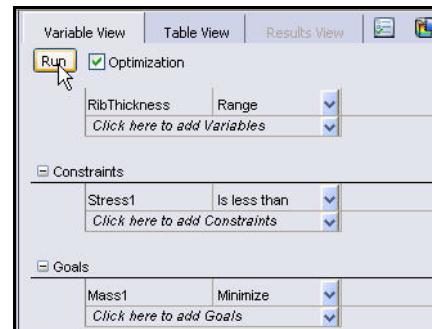 Variable View Table View Results View
Run Optimization
RibThickness Range
Click here to add Variables
Constraints
Stress1 Is less than
Click here to add Constraints
Goals
Mass1 Minimize
Click here to add Goals